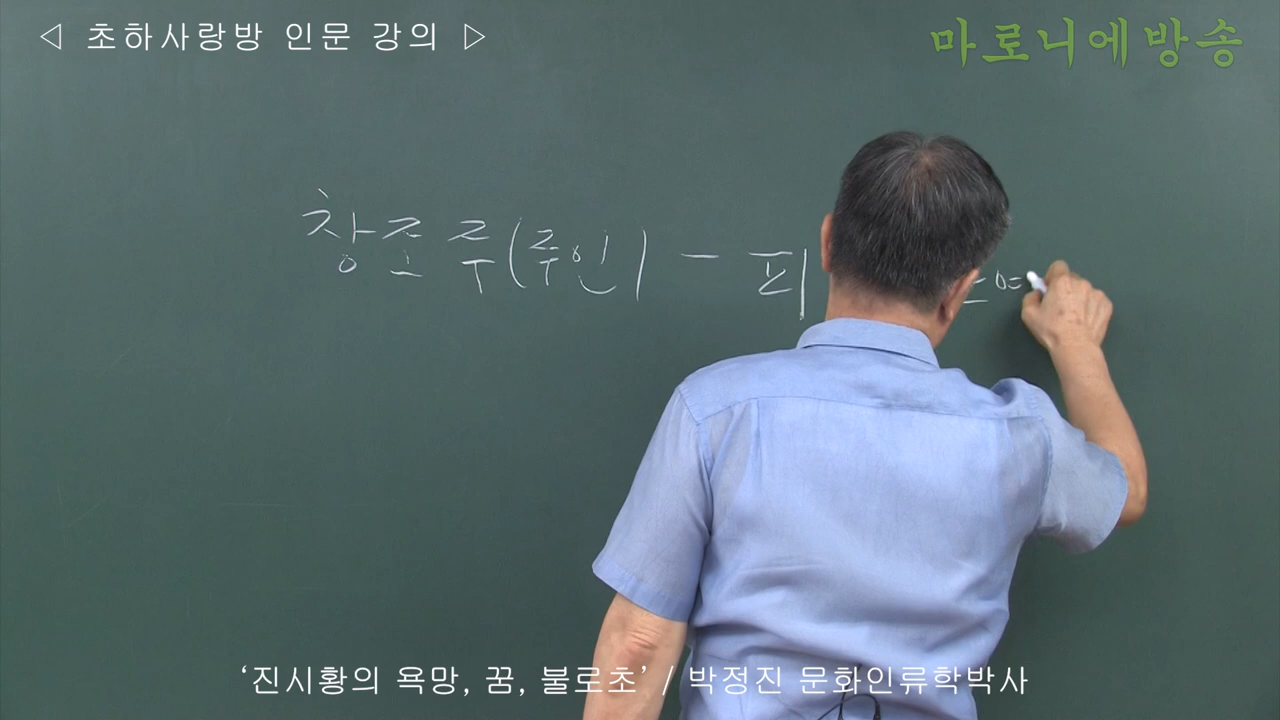 ◁ 초하사랑방 인문 강의 ▷
마로니에방송
창조주(주인) - 피
‘진시황의 욕망, 꿈, 불로초’ / 박정진 문화인류학박사